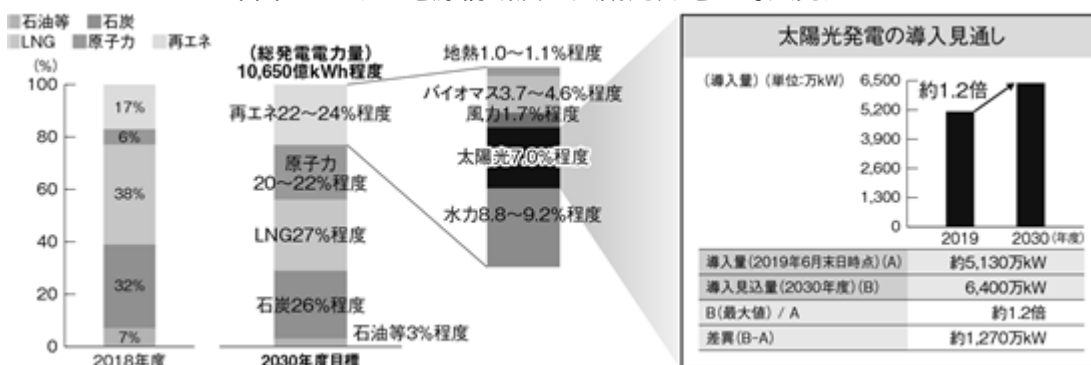 石油等 石炭
LNG 原子力 再エネ
(%)
100
80
60
40
20
0
17%
6%
38%
32%
7%
2018年度
(総発電電力量)
10,650億kWh程度
再エネ22～24%程度
原子力
20～22%程度
LNG27%程度
石炭26%程度
石油等3%程度
2030年度目標
地熱1.0～1.1%程度
バイオマス3.7～4.6%程度
風力1.7%程度
太陽光7.0%程度
水力8.8～9.2%程度
太陽光発電の導入見通し
(導入量)(単位:万kW)
6,500
5,200
3,900
2,600
1,300
0
約1.2倍
2019 2030(年度)
導入量(2019年6月末日時点)(A) 約5,130万kW
導入見込量(2030年度)(B) 6,400万kW
B(最大値) / A 約1.2倍
差異(B-A) 約1,270万kW